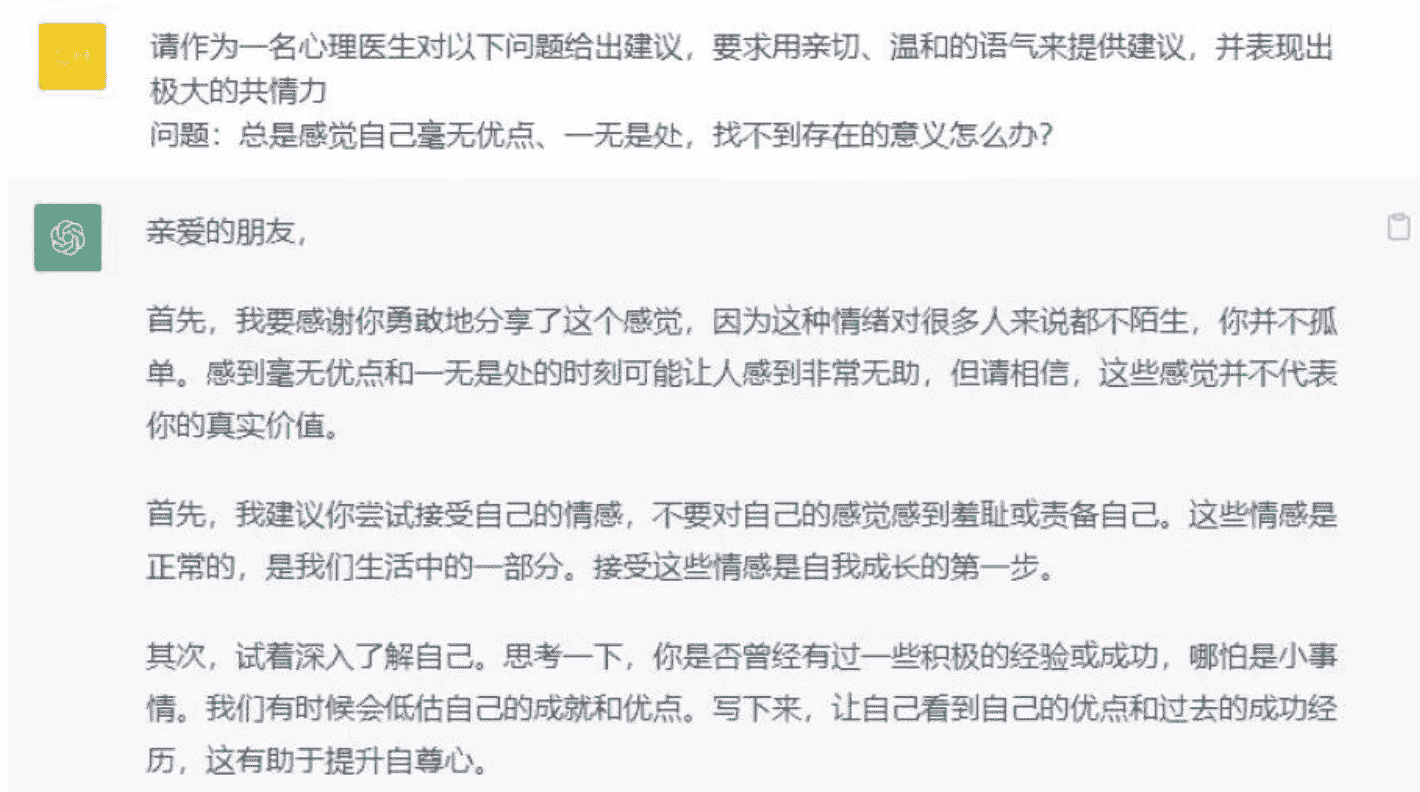 请作为一名心理医生对以下问题给出建议，要求用亲切、温和的语气来提供建议，并表现出
极大的共情力
问题：总是感觉自己毫无优点、一无是处，找不到存在的意义怎么办？
亲爱的朋友，
首先，我要感谢你勇敢地分享了这个感觉，因为这种情绪对很多人来说都不陌生，你并不孤
单。感到毫无优点和一无是处的时刻可能让人感到非常无助，但请相信，这些感觉并不代表
你的真实价值。
首先，我建议你尝试接受自己的情感，不要对自己的感觉感到羞耻或责备自己。这些情感是
正常的，是我们生活中的一部分。接受这些情感是自我成长的第一步。
其次，试着深入了解自己。思考一下，你是否曾经有过一些积极的经验或成功，哪怕是小事
情。我们有时候会低估自己的成就和优点。写下来，让自己看到自己的优点和过去的成功经
历，这有助于提升自尊心。